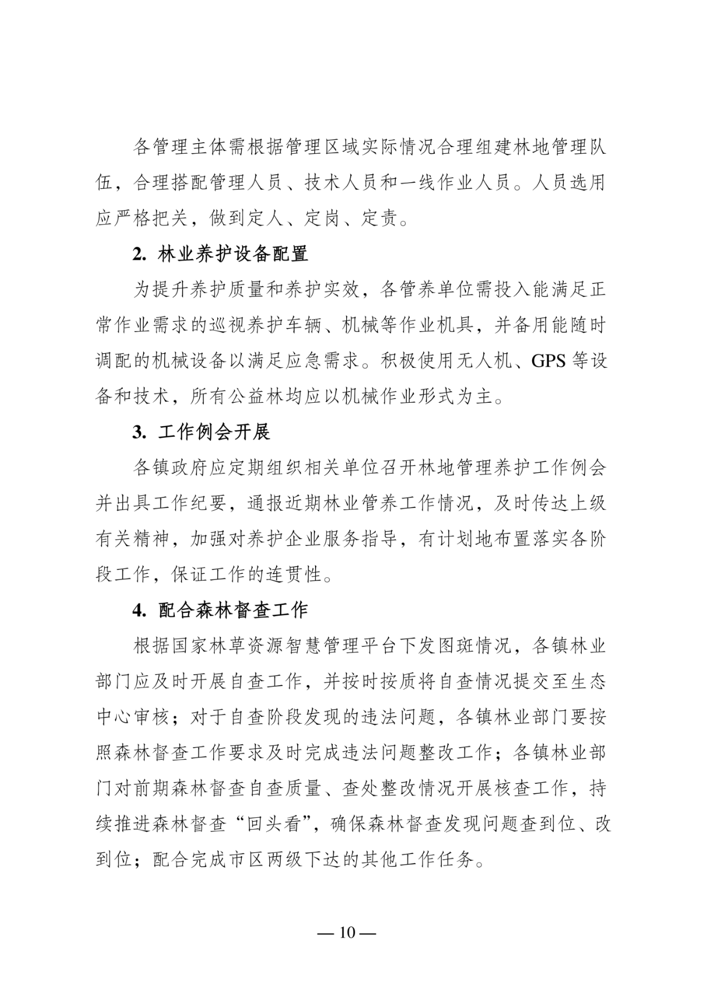 各管理主体需根据管理区域实际情况合理组建林地管理队
伍，合理搭配管理人员、技术人员和一线作业人员。人员选用
应严格把关，做到定人、定岗、定责。
2. 林业养护设备配置
为提升养护质量和养护实效，各管养单位需投入能满足正
常作业需求的巡视养护车辆、机械等作业机具，并备用能随时
调配的机械设备以满足应急需求。积极使用无人机、GPS 等设
备和技术，所有公益林均应以机械作业形式为主。
3. 工作例会开展
各镇政府应定期组织相关单位召开林地管理养护工作例会
并出具工作纪要，通报近期林业管养工作情况，及时传达上级
有关精神，加强对养护企业服务指导，有计划地布置落实各阶
段工作，保证工作的连贯性。
4. 配合森林督查工作
根据国家林草资源智慧管理平台下发图斑情况，各镇林业
部门应及时开展自查工作，并按时按质将自查情况提交至生态
中心审核；对于自查阶段发现的违法问题，各镇林业部门要按
照森林督查工作要求及时完成违法问题整改工作；各镇林业部
门对前期森林督查自查质量、查处整改情况开展核查工作，持
续推进森林督查“回头看”，确保森林督查发现问题查到位、改
到位；配合完成市区两级下达的其他工作任务。
— 10 —